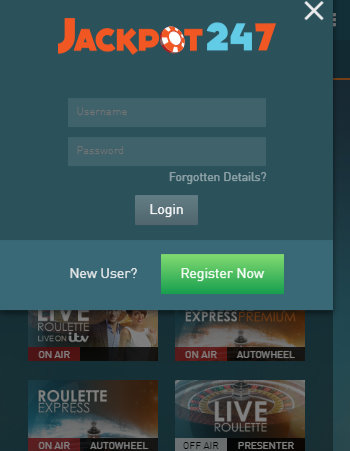 JACKPOT247
Username
Password
Forgotten Details?
Login
New User?
Register Now
LIVE
ROULETTE
LIVE ON itv
ON AIR
EXPRESS PREMIUM
ON AIR
AUTOWHEEL
ROULETTE
EXPRESS
ON AIR
AUTOWHEEL
LIVE
ROULETTE
OFF AIR
PRESENTER